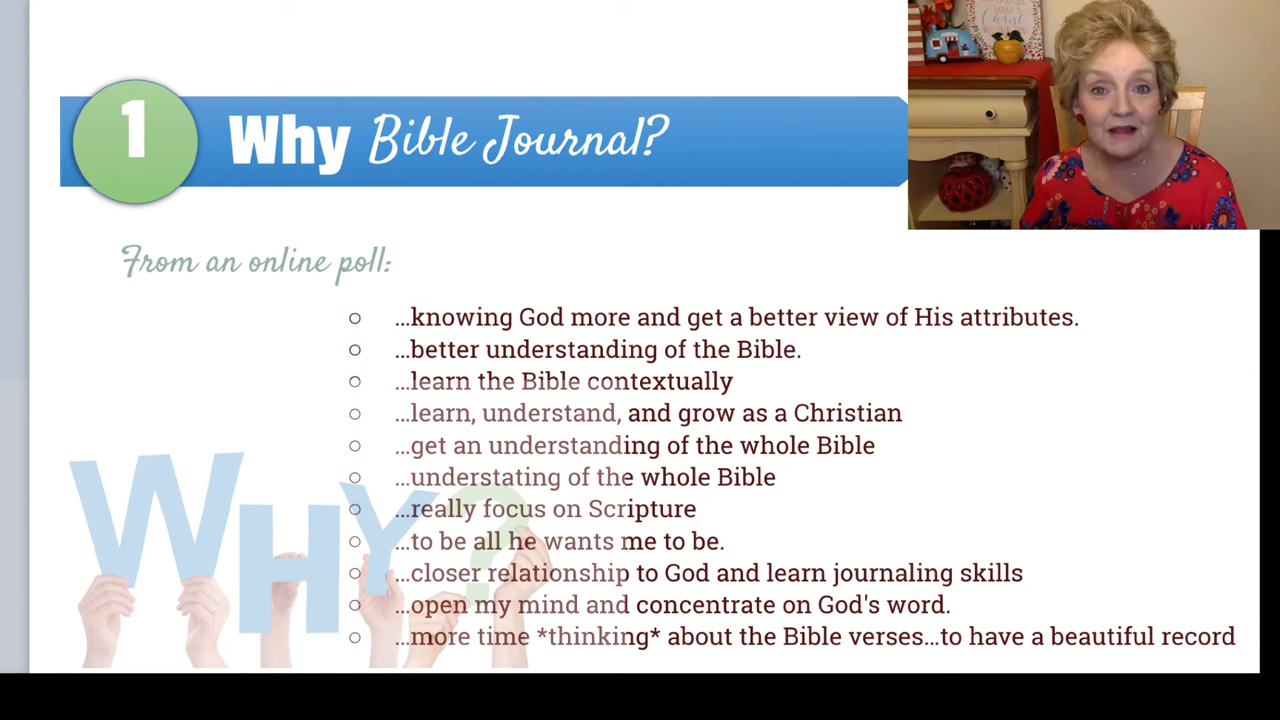 1
Why Bible Journal?
Christ
From an online poll:
...knowing God more and get a better view of His attributes.
...better understanding of the Bible.
...learn the Bible contextually
...learn, understand, and grow as a Christian
...get an understanding of the whole Bible
...understating of the whole Bible
...really focus on Scripture
...to be all he wants me to be.
...closer relationship to God and learn journaling skills
...open my mind and concentrate on God's word.
...more time *thinking* about the Bible verses...to have a beautiful record
WHY?